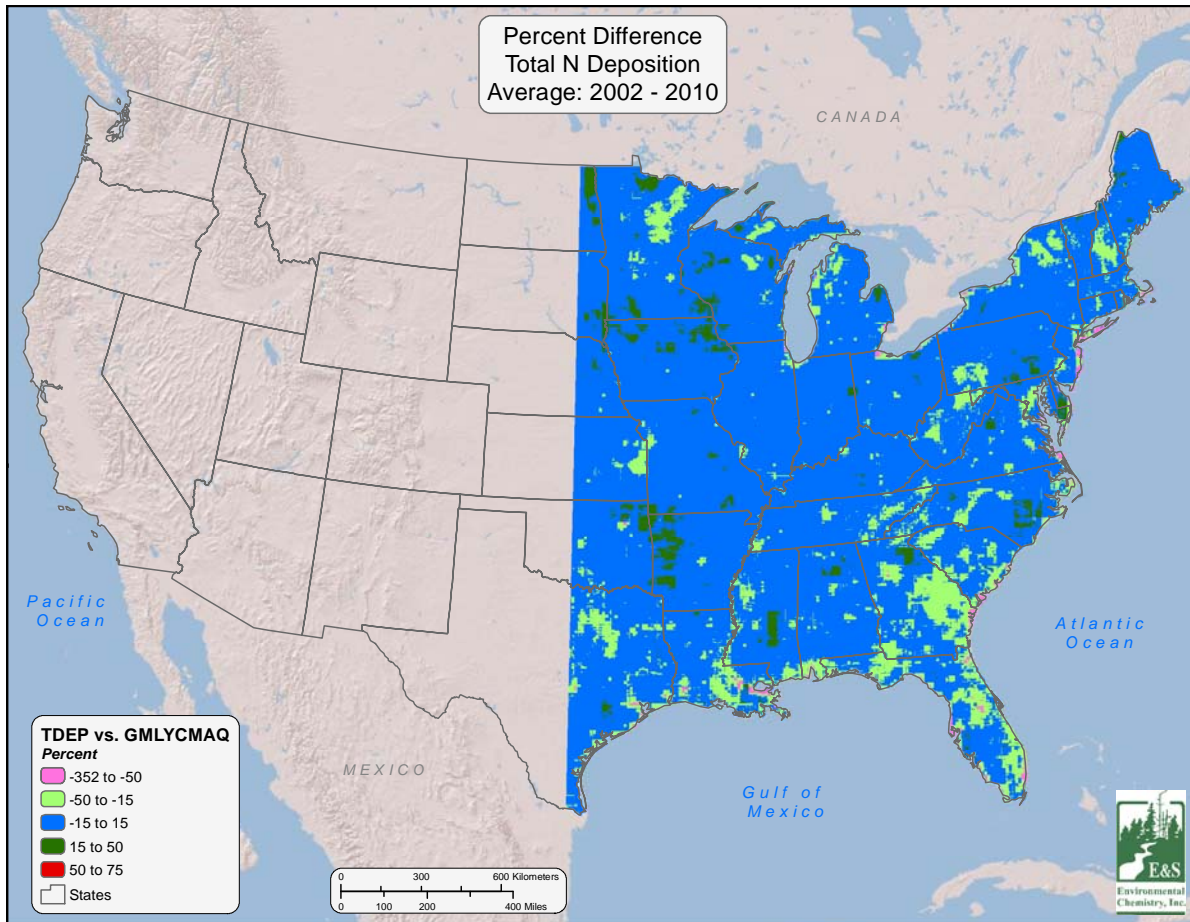 Percent Difference
Total N Deposition
Average: 2002 - 2010
CANADA
Pacific
Ocean
Atlantic
Ocean
MEXICO
Gulf of
Mexico
TDEP vs. GMLYCMAQ
Percent
-352 to -50
-50 to -15
-15 to 15
15 to 50
50 to 75
States
0 300 600 Kilometers
0 100 200 400 Miles
E&S
Environmental
Chemistry, Inc.